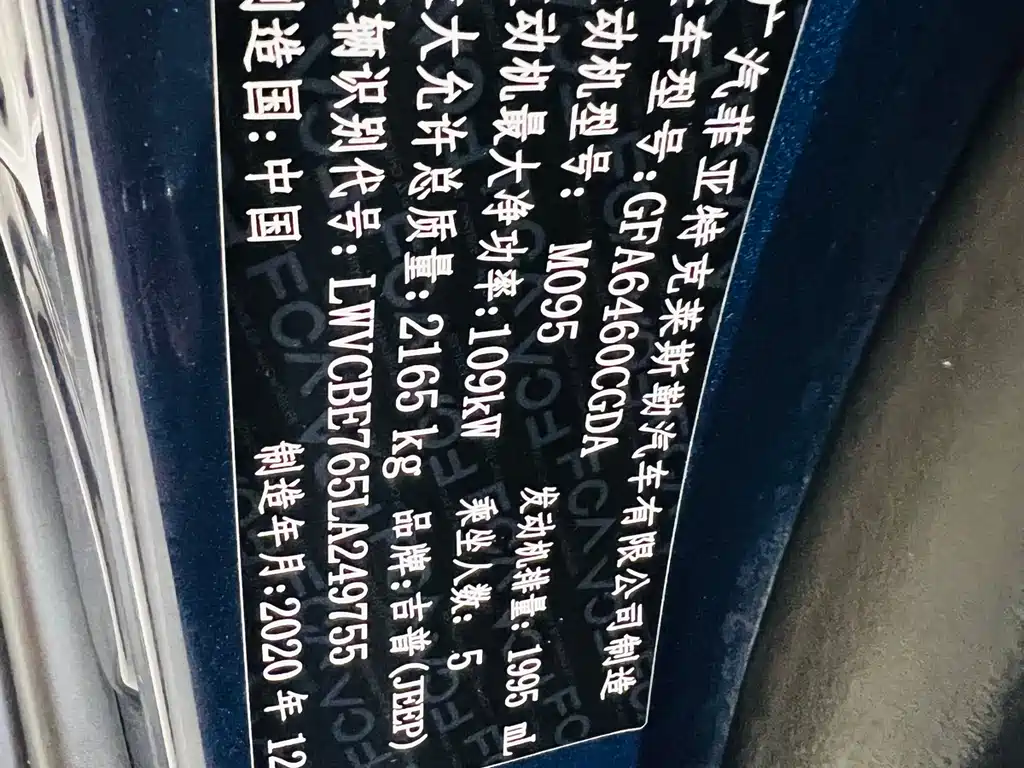 广汽菲亚特克莱斯勒汽车有限公司制造
车型号:GFA6460CGDA
动机型号: M095 发动机排量:1995 mL
动机最大净功率:109kW 乘坐人数: 5
大允许总质量:2165 kg 品牌:吉普(JEEP)
辆识别代号:LWVCBE765LA249755
制造国:中国 制造年月:2020 年 12